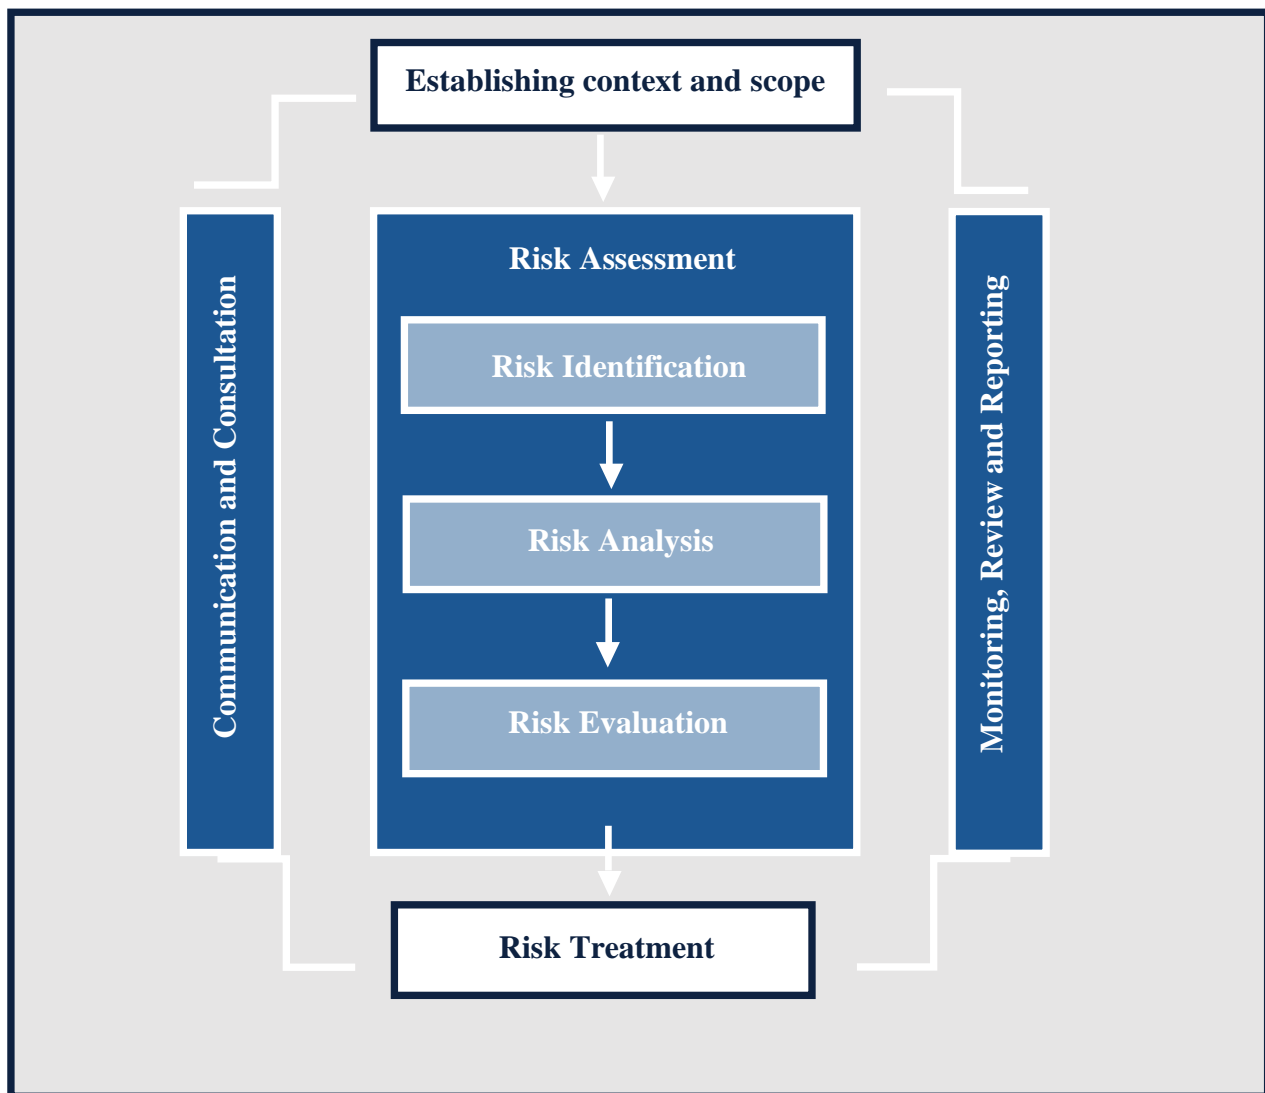 Establishing context and scope
Communication and Consultation
Risk Assessment
Risk Identification
Risk Analysis
Risk Evaluation
Monitoring, Review and Reporting
Risk Treatment